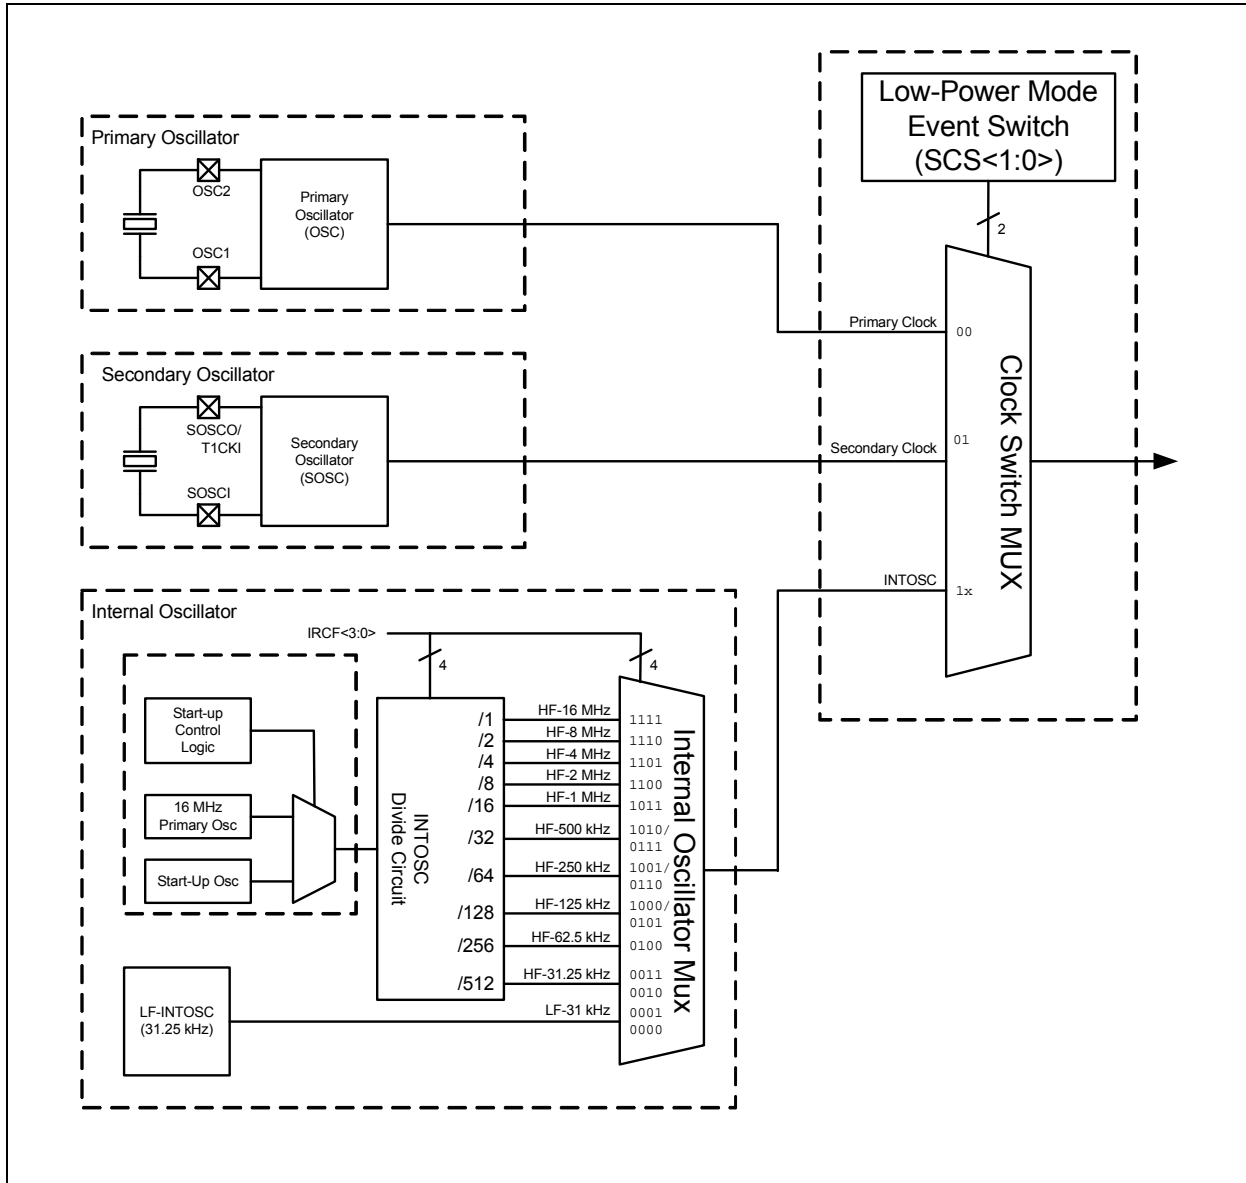 Low-Power Mode
Event Switch
(SCS<1:0>)
2
Primary Oscillator
OSC2
OSC1
Primary
Oscillator
(OSC)
Primary Clock
00
Secondary Oscillator
SOSCO/
T1CKI
SOSCI
Secondary
Oscillator
(SOSC)
Secondary Clock
01
INTOSC
1x
Clock Switch MUX
Internal Oscillator
IRCF<3:0>
4
4
Start-up
Control
Logic
16 MHz
Primary Osc
Start-Up Osc
INTOSC
Divide Circuit
/1
HF-16 MHz
1111
/2
HF-8 MHz
1110
/4
HF-4 MHz
1101
/8
HF-2 MHz
1100
/16
HF-1 MHz
1011
/32
HF-500 kHz
1010/
0111
/64
HF-250 kHz
1001/
0110
/128
HF-125 kHz
1000/
0101
/256
HF-62.5 kHz
0100
/512
HF-31.25 kHz
0011
0010
LF-31 kHz
0001
0000
Internal Oscillator Mux
LF-INTOSC
(31.25 kHz)